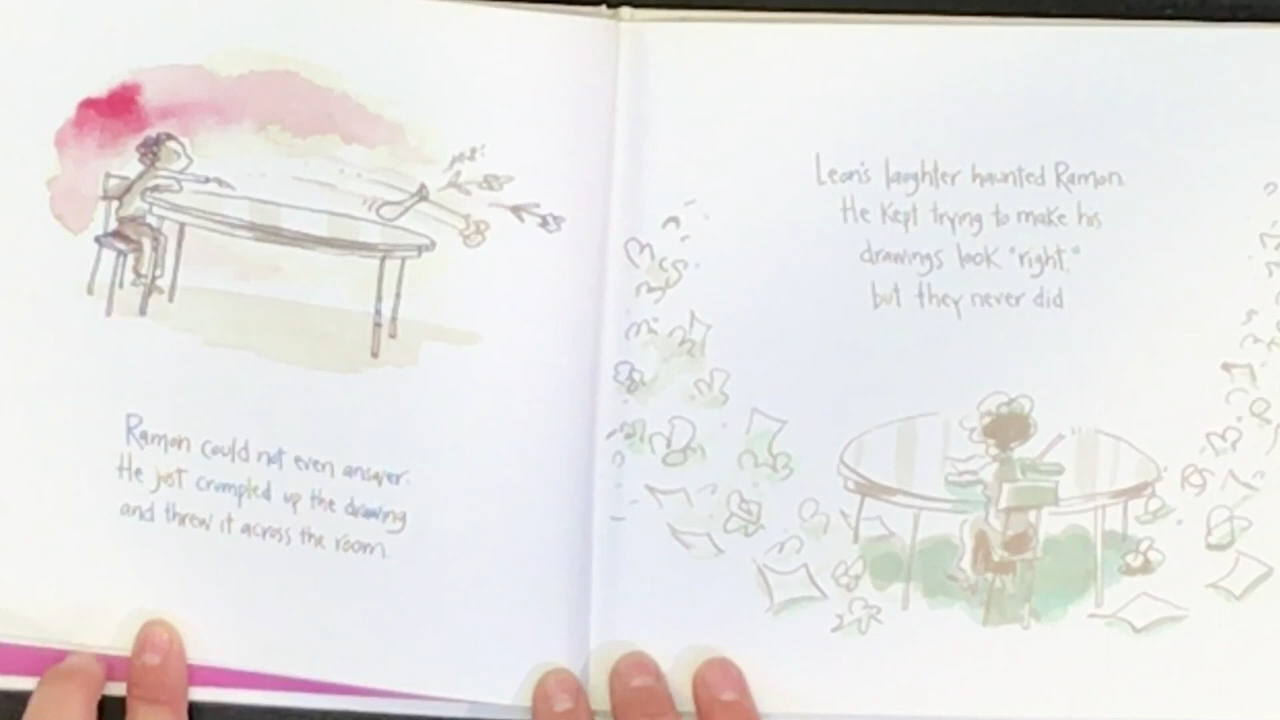 Ramon could not even answer.
He just crumpled up the drawing
and threw it across the room.
Leon's laughter haunted Ramon.
He kept trying to make his
drawings look "right,"
but they never did